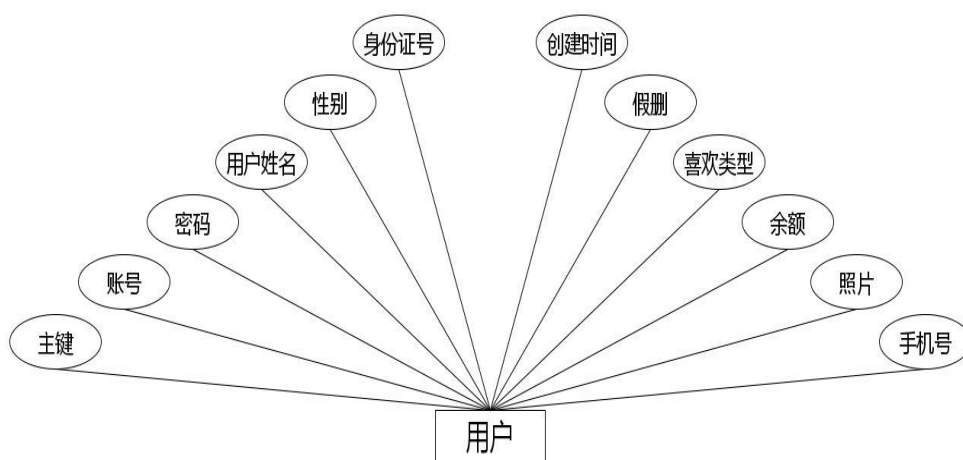 身份证号
创建时间
性别
假删
用户姓名
喜欢类型
密码
余额
账号
照片
主键
手机号
用户